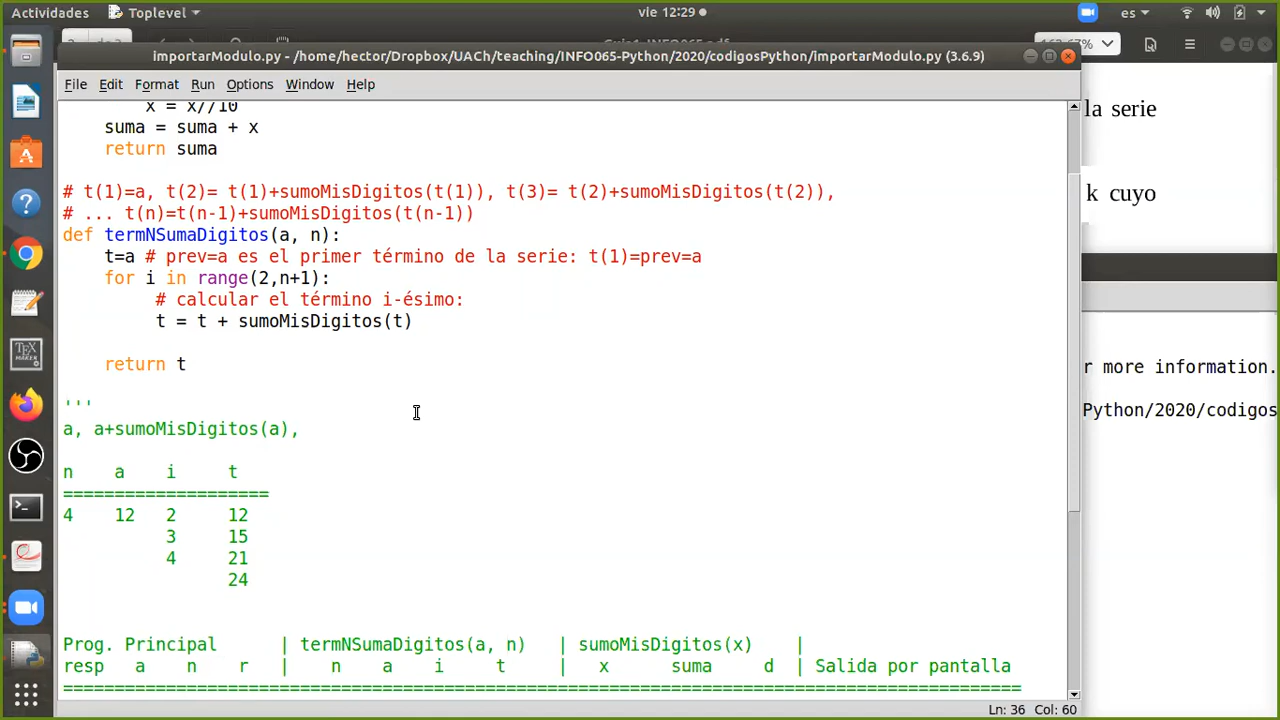 Actividades
Toplevel
vie 12:29
es
importarModulo.py - /home/hector/Dropbox/UACh/teaching/INFO065-Python/2020/codigosPython/importarModulo.py (3.6.9)
File Edit Format Run Options Window Help
x = x//10
suma = suma + x
return suma
# t(1)=a, t(2)= t(1)+sumoMisDigitos(t(1)), t(3)= t(2)+sumoMisDigitos(t(2)),
# ... t(n)=t(n-1)+sumoMisDigitos(t(n-1))
def termNSumaDigitos(a, n):
t=a # prev=a es el primer término de la serie: t(1)=prev=a
for i in range(2,n+1):
# calcular el término i-ésimo:
t = t + sumoMisDigitos(t)
return t
'''
a, a+sumoMisDigitos(a),
n a i t
====================
4 12 2 12
3 15
4 21
24
Prog. Principal | termNSumaDigitos(a, n) | sumoMisDigitos(x) |
resp a n r | n a i t | x suma d | Salida por pantalla
=============================================================================================
Ln: 36 Col: 60
la serie
k cuyo
r more information.
Python/2020/codigos